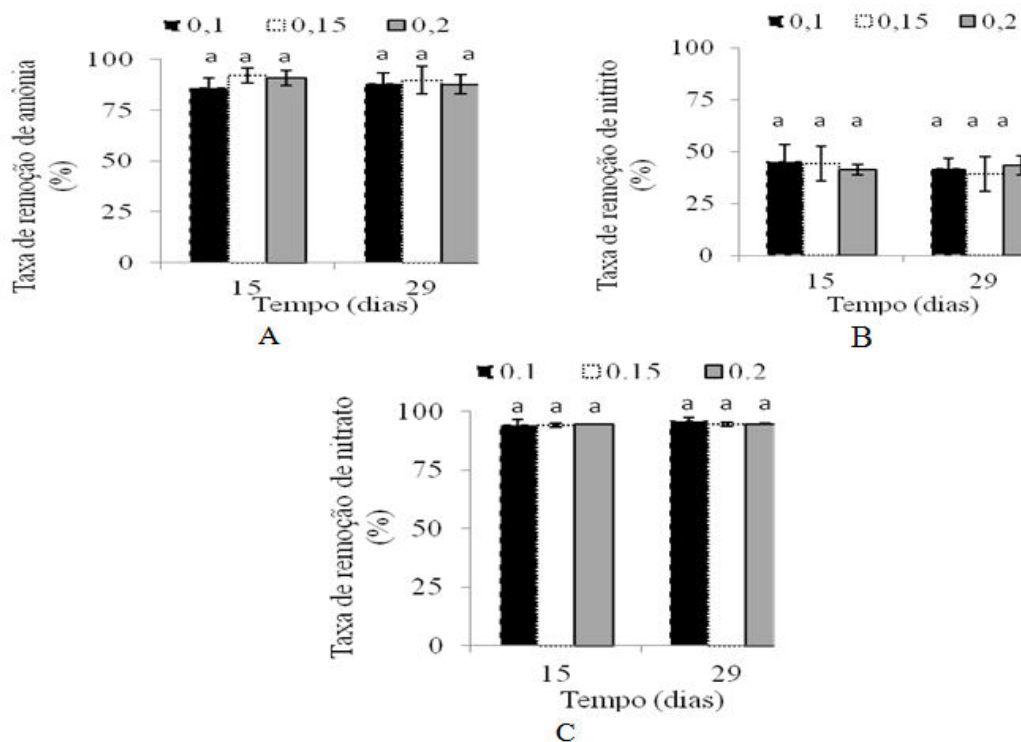 0,1 0,15 0,2
a a a a a a
100
75
50
25
0
Taxa de remoção de amônia
(%)
15 29
Tempo (dias)
A
0,1 0,15 0,2
a a a a a a
100
75
50
25
0
Taxa de remoção de nitrito
(%)
15 29
Tempo (dias)
B
0.1 0.15 0.2
a a a a a a
100
75
50
25
0
Taxa de remoção de nitrato
(%)
15 29
Tempo (dias)
C